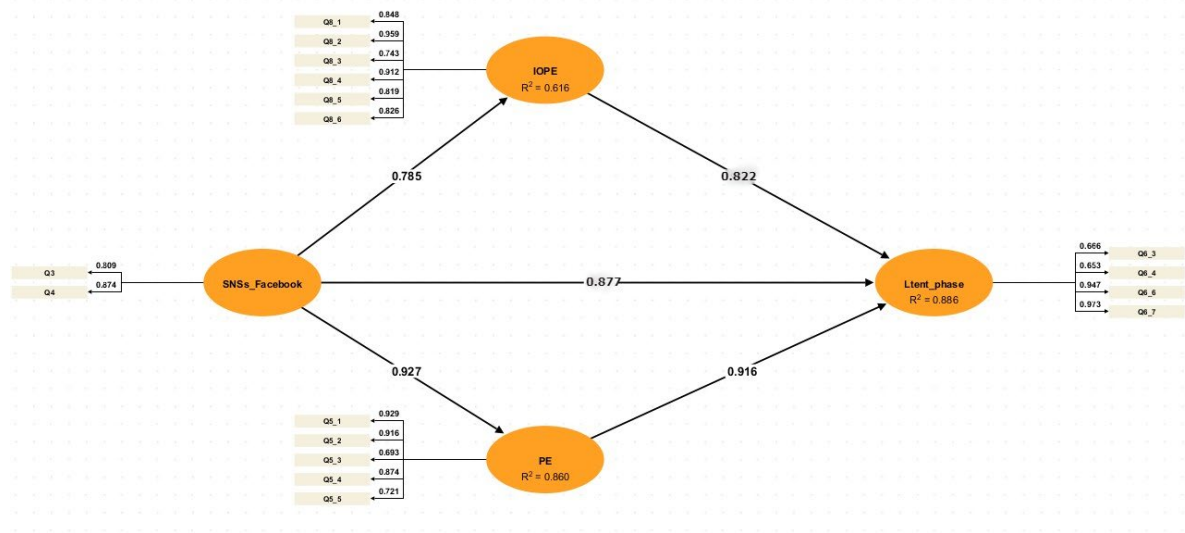 Q8_1 0.848
Q8_2 0.959
Q8_3 0.743
Q8_4 0.912
Q8_5 0.819
Q8_6 0.826
IOPE
R² = 0.616
0.785
0.822
Q3 0.809
Q4 0.874
SNSs_Facebook
0.877
Ltent_phase
R² = 0.886
0.666 Q6_3
0.653 Q6_4
0.947 Q6_6
0.973 Q6_7
0.927
0.916
Q5_1 0.929
Q5_2 0.916
Q5_3 0.693
Q5_4 0.874
Q5_5 0.721
PE
R² = 0.860